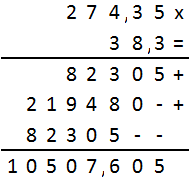 2 7 4 , 3 5 x
3 8 , 3 =
8 2 3 0 5 +
2 1 9 4 8 0 - +
8 2 3 0 5 - -
1 0 5 0 7 , 6 0 5